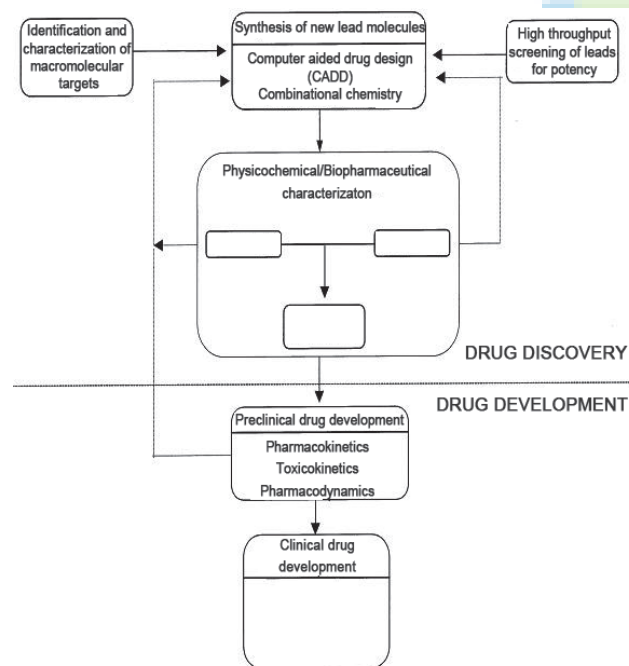 Identification and
characterization of
macromolecular
targets
Synthesis of new lead molecules
Computer aided drug design
(CADD)
Combinational chemistry
High throughput
screening of leads
for potency
Physicochemical/Biopharmaceutical
characterizaton
DRUG DISCOVERY
DRUG DEVELOPMENT
Preclinical drug development
Pharmacokinetics
Toxicokinetics
Pharmacodynamics
Clinical drug
development